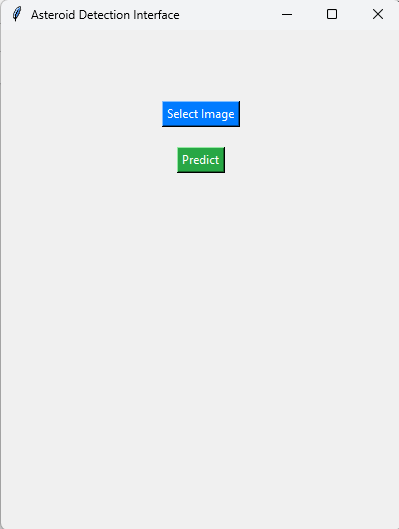 Asteroid Detection Interface
Select Image
Predict